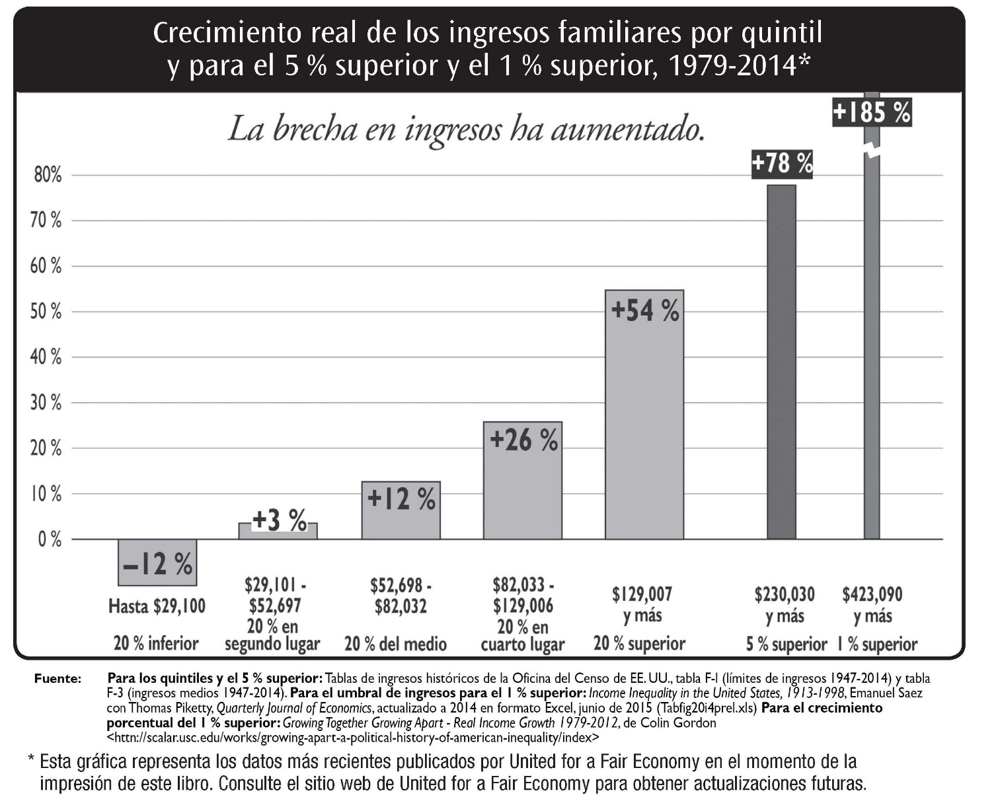 Crecimiento real de los ingresos familiares por quintil
y para el 5 % superior y el 1 % superior, 1979-2014*
La brecha en ingresos ha aumentado.
+185 %
+78 %
80%
70 %
60 %
50 %
40 %
30 %
20 %
10 %
0 %
+54 %
+26 %
+12 %
+3 %
–12 %
Hasta $29,100
20 % inferior
$29,101 -
$52,697
20 % en
segundo lugar
$52,698 -
$82,032
20 % del medio
$82,033 -
$129,006
20 % en
cuarto lugar
$129,007
y más
20 % superior
$230,030
y más
5 % superior
$423,090
y más
1 % superior
Fuente: Para los quintiles y el 5 % superior: Tablas de ingresos históricos de la Oficina del Censo de EE. UU., tabla F-1 (límites de ingresos 1947-2014) y tabla
F-3 (ingresos medios 1947-2014). Para el umbral de ingresos para el 1 % superior: Income Inequality in the United States, 1913-1998, Emanuel Saez
con Thomas Piketty, Quarterly Journal of Economics, actualizado a 2014 en formato Excel, junio de 2015 (Tabfig20i4prel.xls) Para el crecimiento
porcentual del 1 % superior: Growing Together Growing Apart - Real Income Growth 1979-2012, de Colin Gordon
<httn://scalar.usc.edu/works/growing-apart-a-political-history-of-american-inequality/index>
* Esta gráfica representa los datos más recientes publicados por United for a Fair Economy en el momento de la
impresión de este libro. Consulte el sitio web de United for a Fair Economy para obtener actualizaciones futuras.